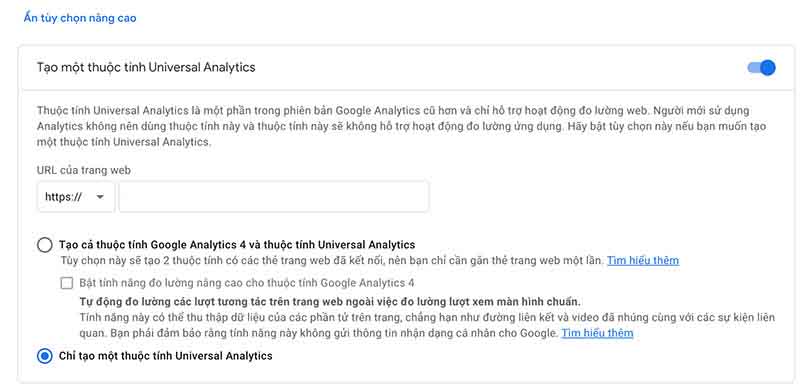 Ẩn tùy chọn nâng cao
Tạo một thuộc tính Universal Analytics
Thuộc tính Universal Analytics là một phần trong phiên bản Google Analytics cũ hơn và chỉ hỗ trợ hoạt động đo lường web. Người mới sử dụng
Analytics không nên dùng thuộc tính này và thuộc tính này sẽ không hỗ trợ hoạt động đo lường ứng dụng. Hãy bật tùy chọn này nếu bạn muốn tạo
một thuộc tính Universal Analytics.
URL của trang web
https://
Tạo cả thuộc tính Google Analytics 4 và thuộc tính Universal Analytics
Tùy chọn này sẽ tạo 2 thuộc tính có các thẻ trang web đã kết nối, nên bạn chỉ cần gắn thẻ trang web một lần. Tìm hiểu thêm
Bật tính năng đo lường nâng cao cho thuộc tính Google Analytics 4
Tự động đo lường các lượt tương tác trên trang web ngoài việc đo lường lượt xem màn hình chuẩn.
Tính năng này có thể thu thập dữ liệu của các phần tử trên trang, chẳng hạn như đường liên kết và video đã nhúng cùng với các sự kiện liên
quan. Bạn phải đảm bảo rằng tính năng này không gửi thông tin nhận dạng cá nhân cho Google. Tìm hiểu thêm
Chỉ tạo một thuộc tính Universal Analytics